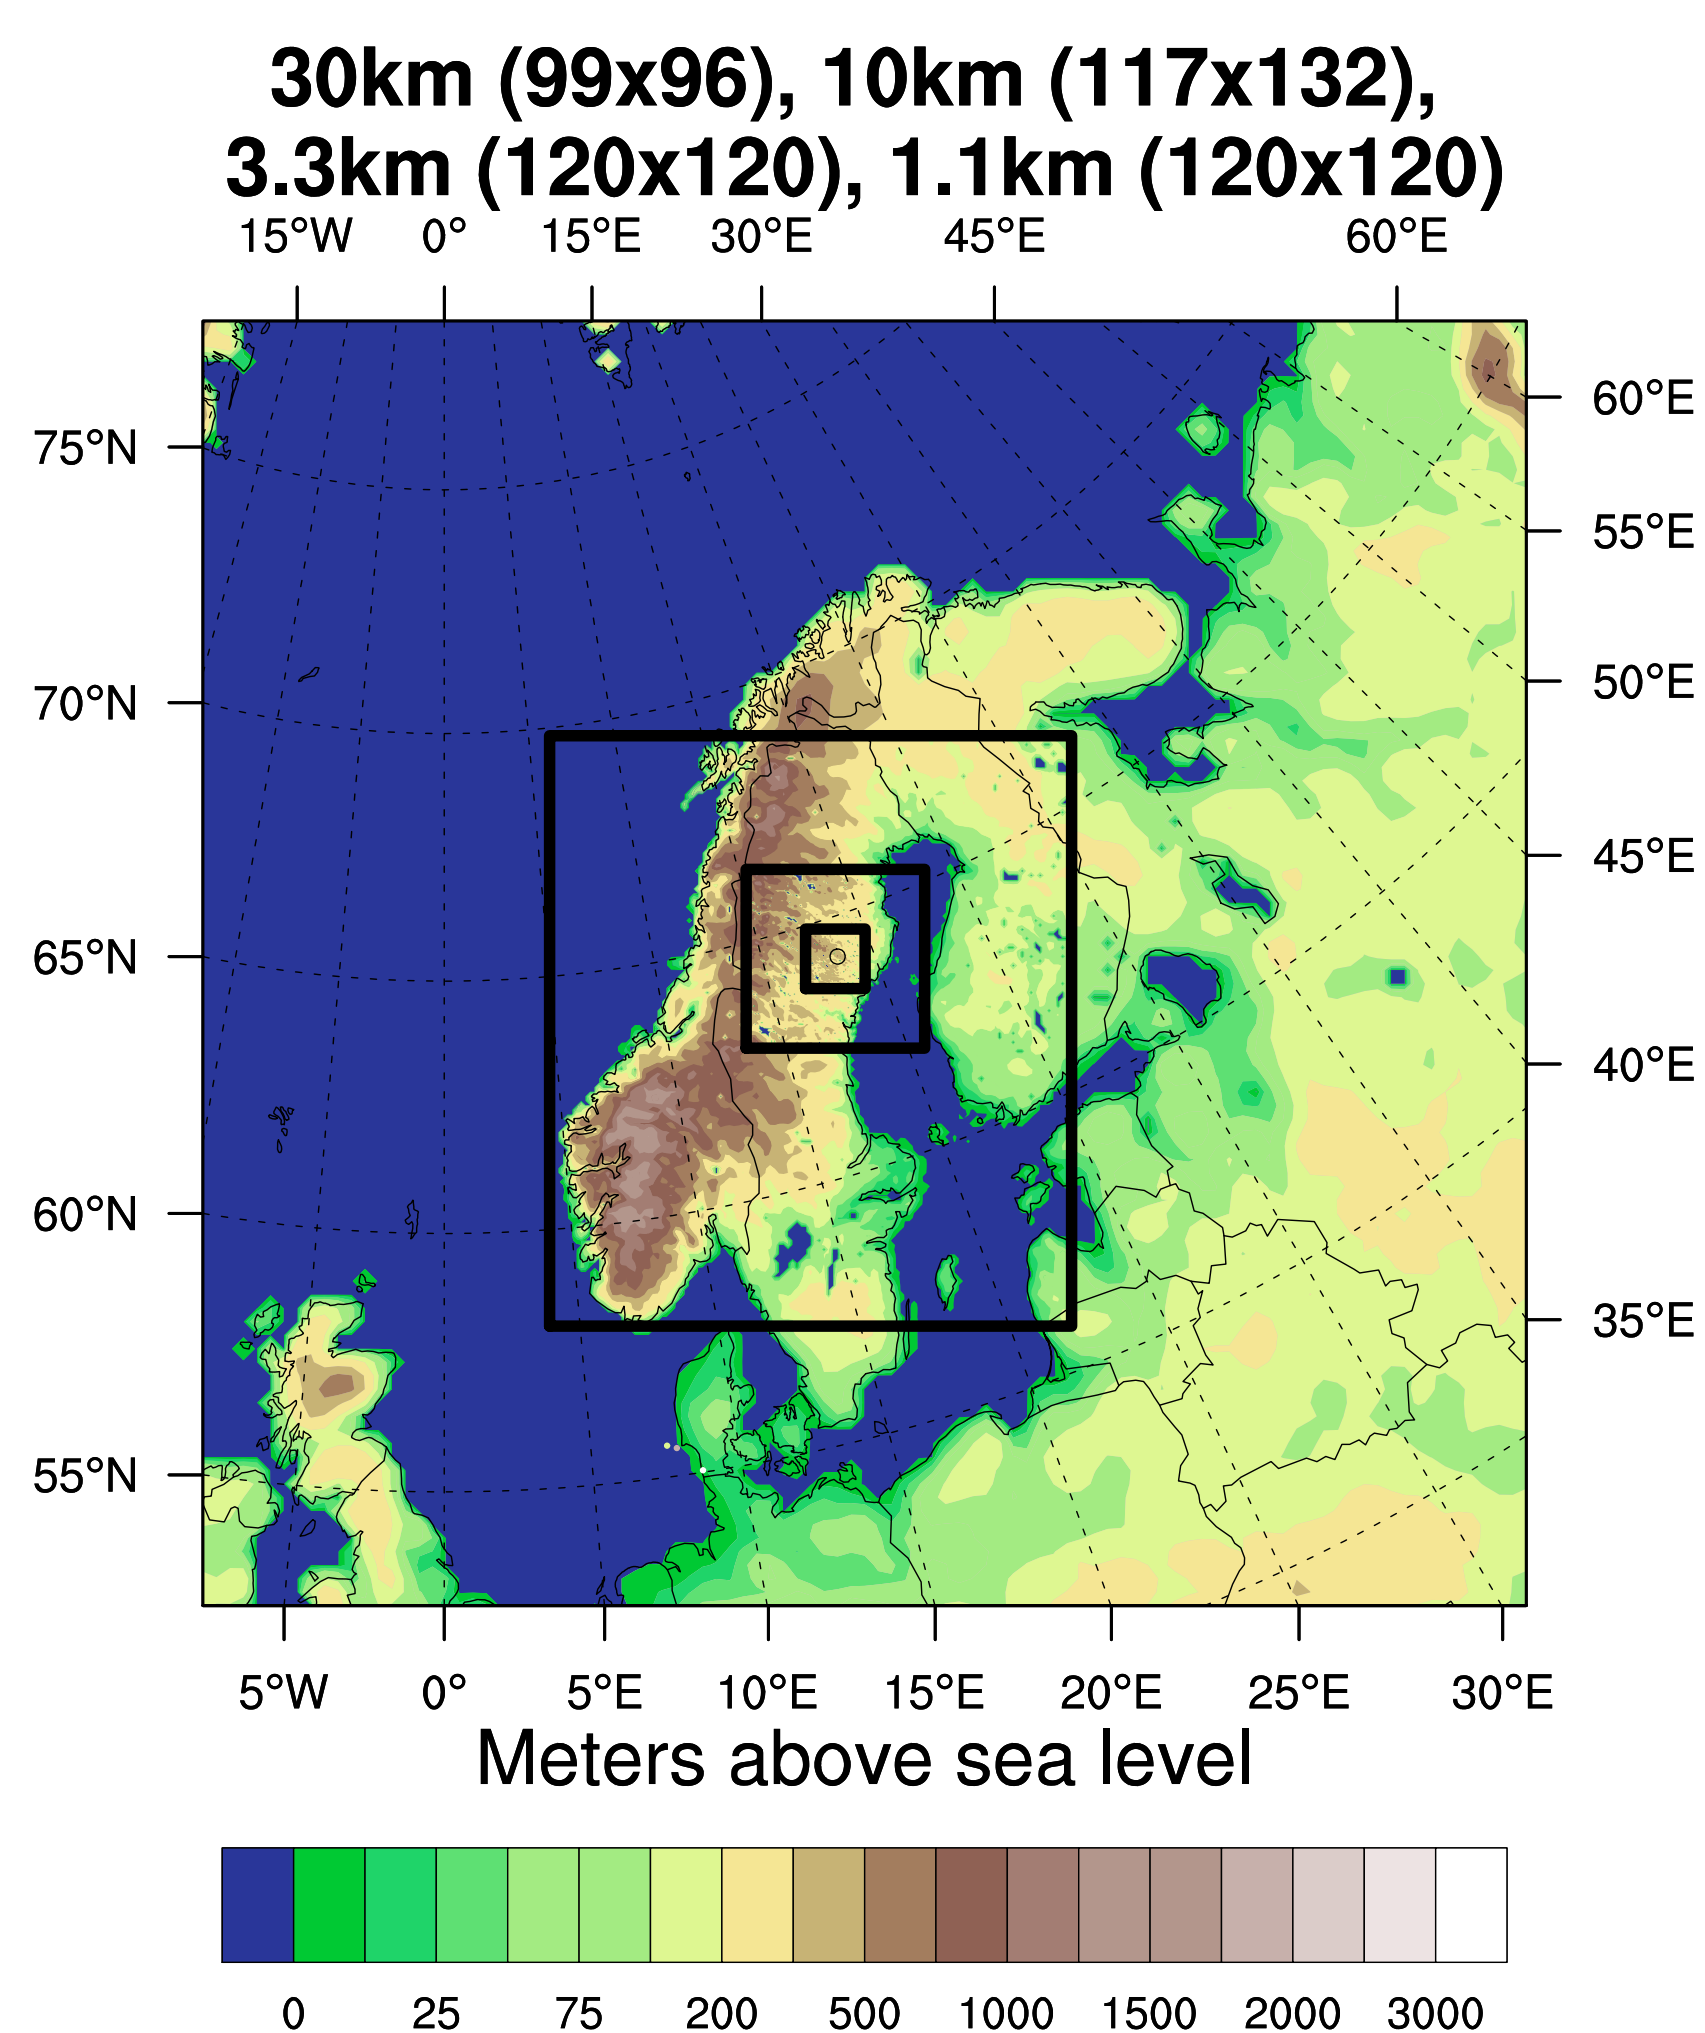 30km (99x96), 10km (117x132),
3.3km (120x120), 1.1km (120x120)
15°W 0° 15°E 30°E 45°E 60°E
75°N 60°E
55°E
70°N 50°E
65°N 45°E
40°E
60°N 35°E
55°N
5°W 0° 5°E 10°E 15°E 20°E 25°E 30°E
Meters above sea level
0 25 75 200 500 1000 1500 2000 3000